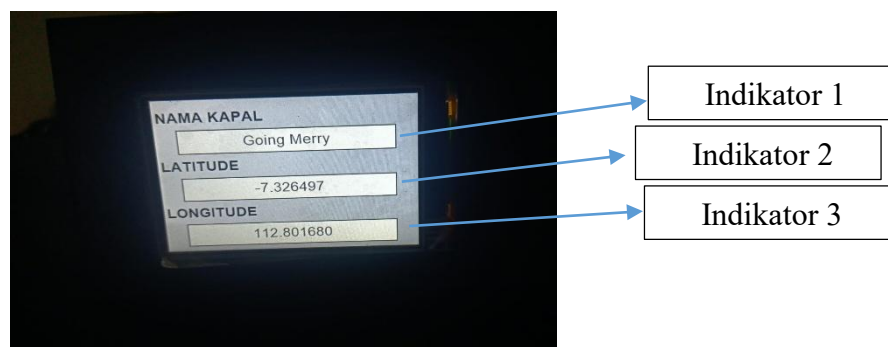 NAMA KAPAL
Going Merry
LATITUDE
-7.326497
LONGITUDE
112.801680
Indikator 1
Indikator 2
Indikator 3